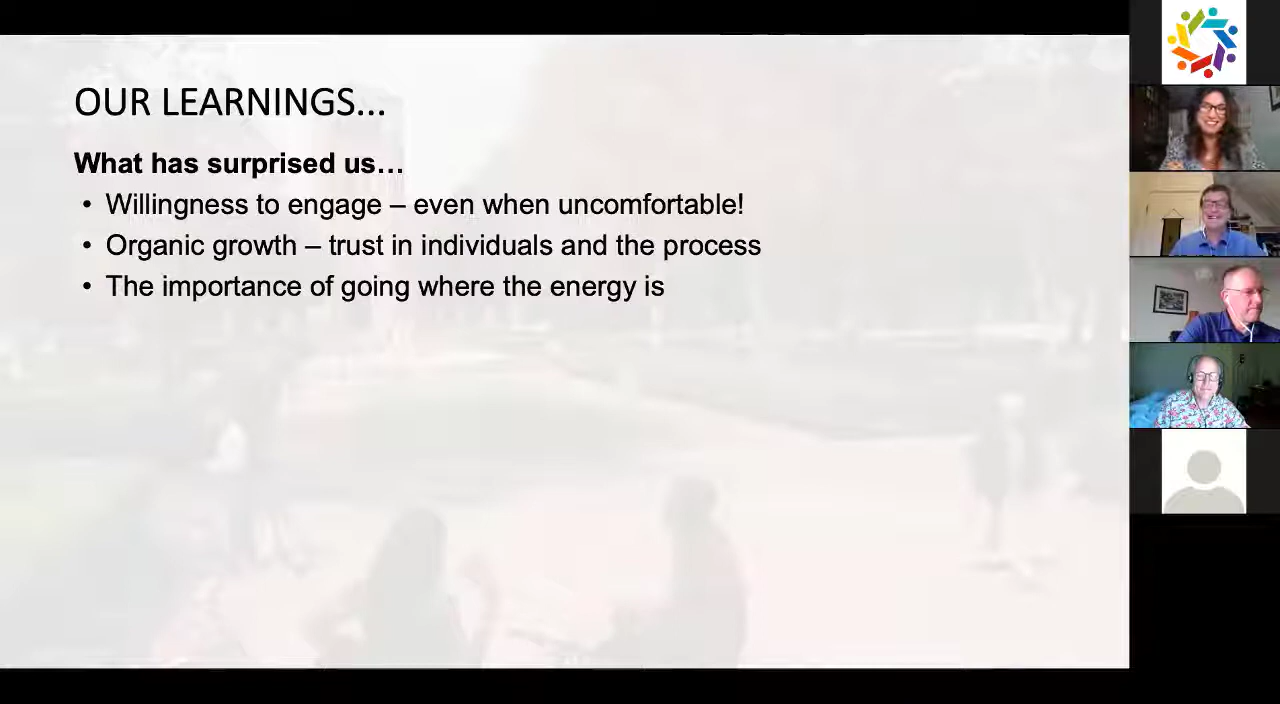 OUR LEARNINGS...
What has surprised us…
• Willingness to engage – even when uncomfortable!
• Organic growth – trust in individuals and the process
• The importance of going where the energy is